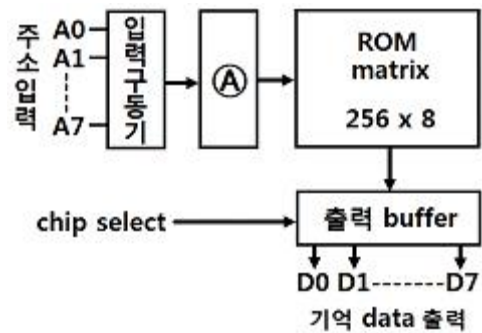 주소입력
A0
A1
A7
입력구동기
Ⓐ
ROM
matrix
256 x 8
chip select
출력 buffer
D0 D1--------D7
기억 data 출력